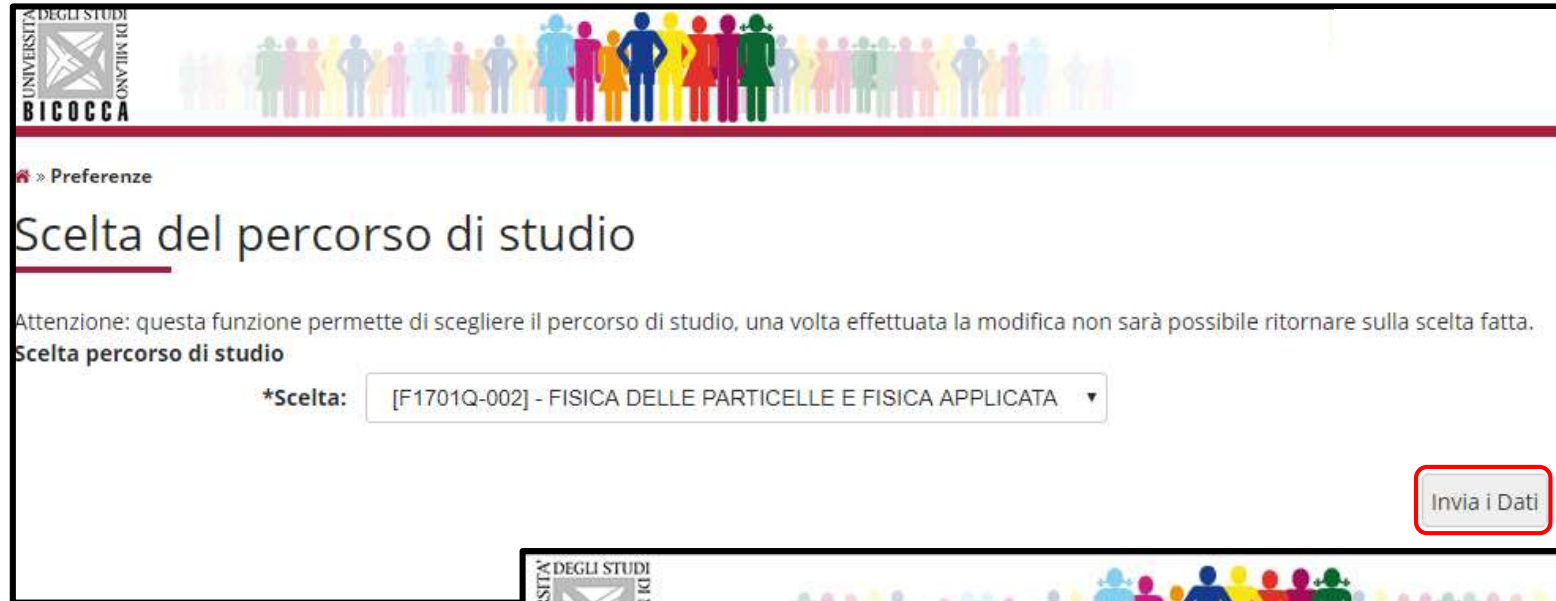 UNIVERSITA'
DEGLI STUDI
DI MILANO
BICOCCA
» Preferenze
Scelta del percorso di studio
Attenzione: questa funzione permette di scegliere il percorso di studio, una volta effettuata la modifica non sarà possibile ritornare sulla scelta fatta.
Scelta percorso di studio
*Scelta: [F1701Q-002] - FISICA DELLE PARTICELLE E FISICA APPLICATA
Invia i Dati
DEGLI STUDI